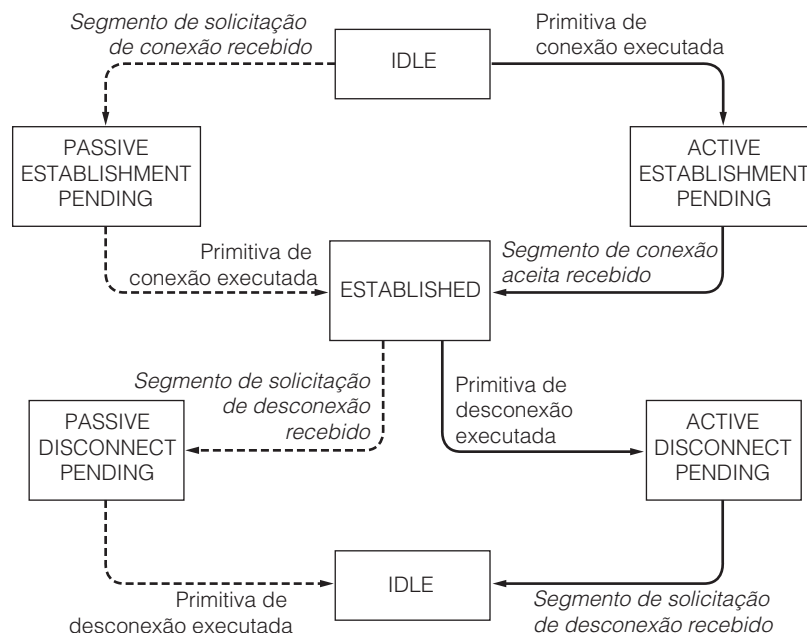 Segmento de solicitação
de conexão recebido
IDLE
Primitiva de
conexão executada
PASSIVE
ESTABLISHMENT
PENDING
ACTIVE
ESTABLISHMENT
PENDING
Primitiva de
conexão executada
ESTABLISHED
Segmento de conexão
aceita recebido
Segmento de solicitação
de desconexão
recebido
Primitiva de
desconexão
executada
PASSIVE
DISCONNECT
PENDING
ACTIVE
DISCONNECT
PENDING
IDLE
Primitiva de
desconexão executada
Segmento de solicitação
de desconexão recebido